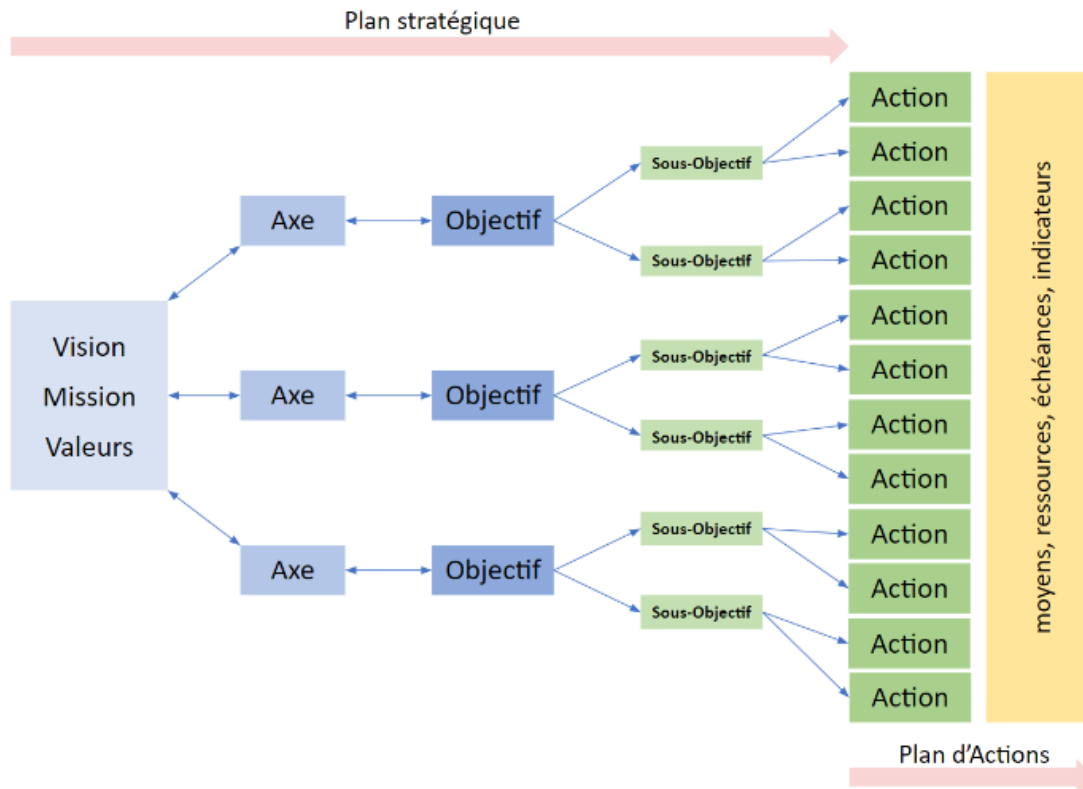 Plan stratégique
Action
Action
Sous-Objectif
Action
Axe
Objectif
Sous-Objectif
Action
Action
Vision
Mission
Valeurs
Sous-Objectif
Action
Axe
Objectif
Sous-Objectif
Action
Action
Sous-Objectif
Action
Axe
Objectif
Action
Sous-Objectif
Action
Action
moyens, ressources, échéances, indicateurs
Plan d'Actions